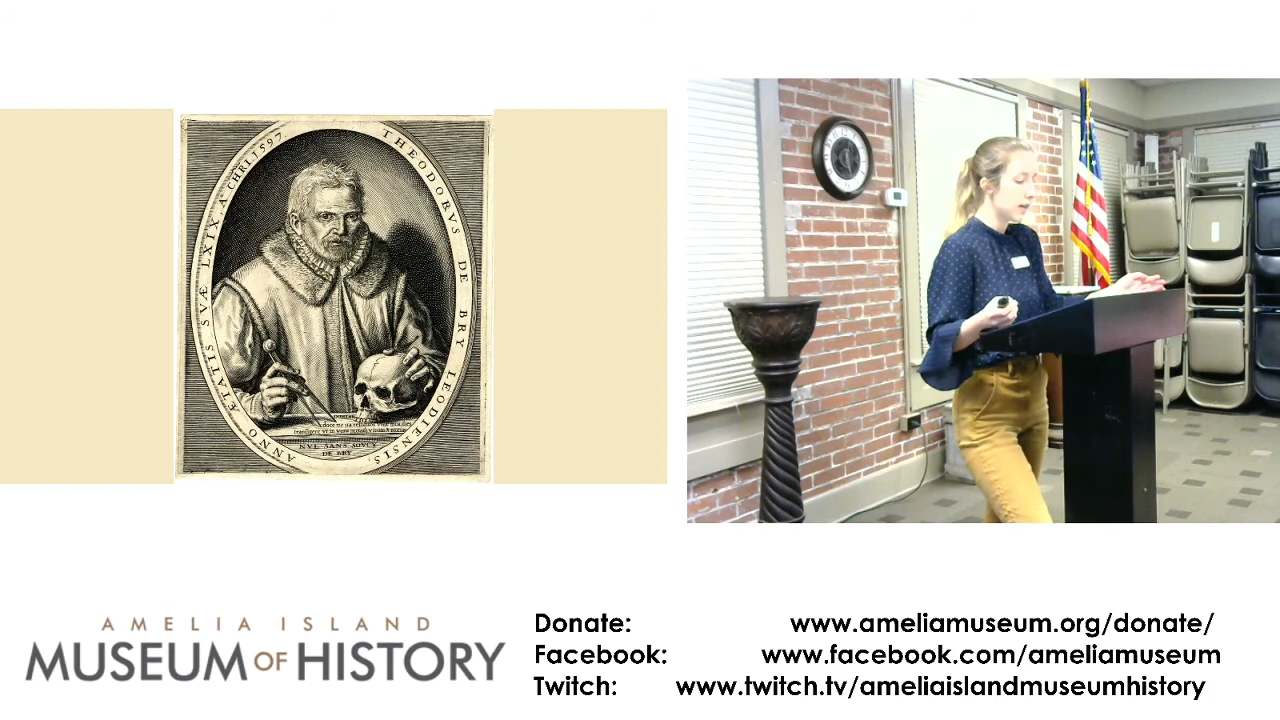 AN° ÆTATIS SVÆ LXIX A° CHRI 1597.
THEODORVS DE BRY LEODIENSIS.
NVL SANS SOVCY
DE BRY
AMELIA ISLAND
MUSEUM OF HISTORY
Donate: www.ameliamuseum.org/donate/
Facebook: www.facebook.com/ameliamuseum
Twitch: www.twitch.tv/ameliaislandmuseumhistory